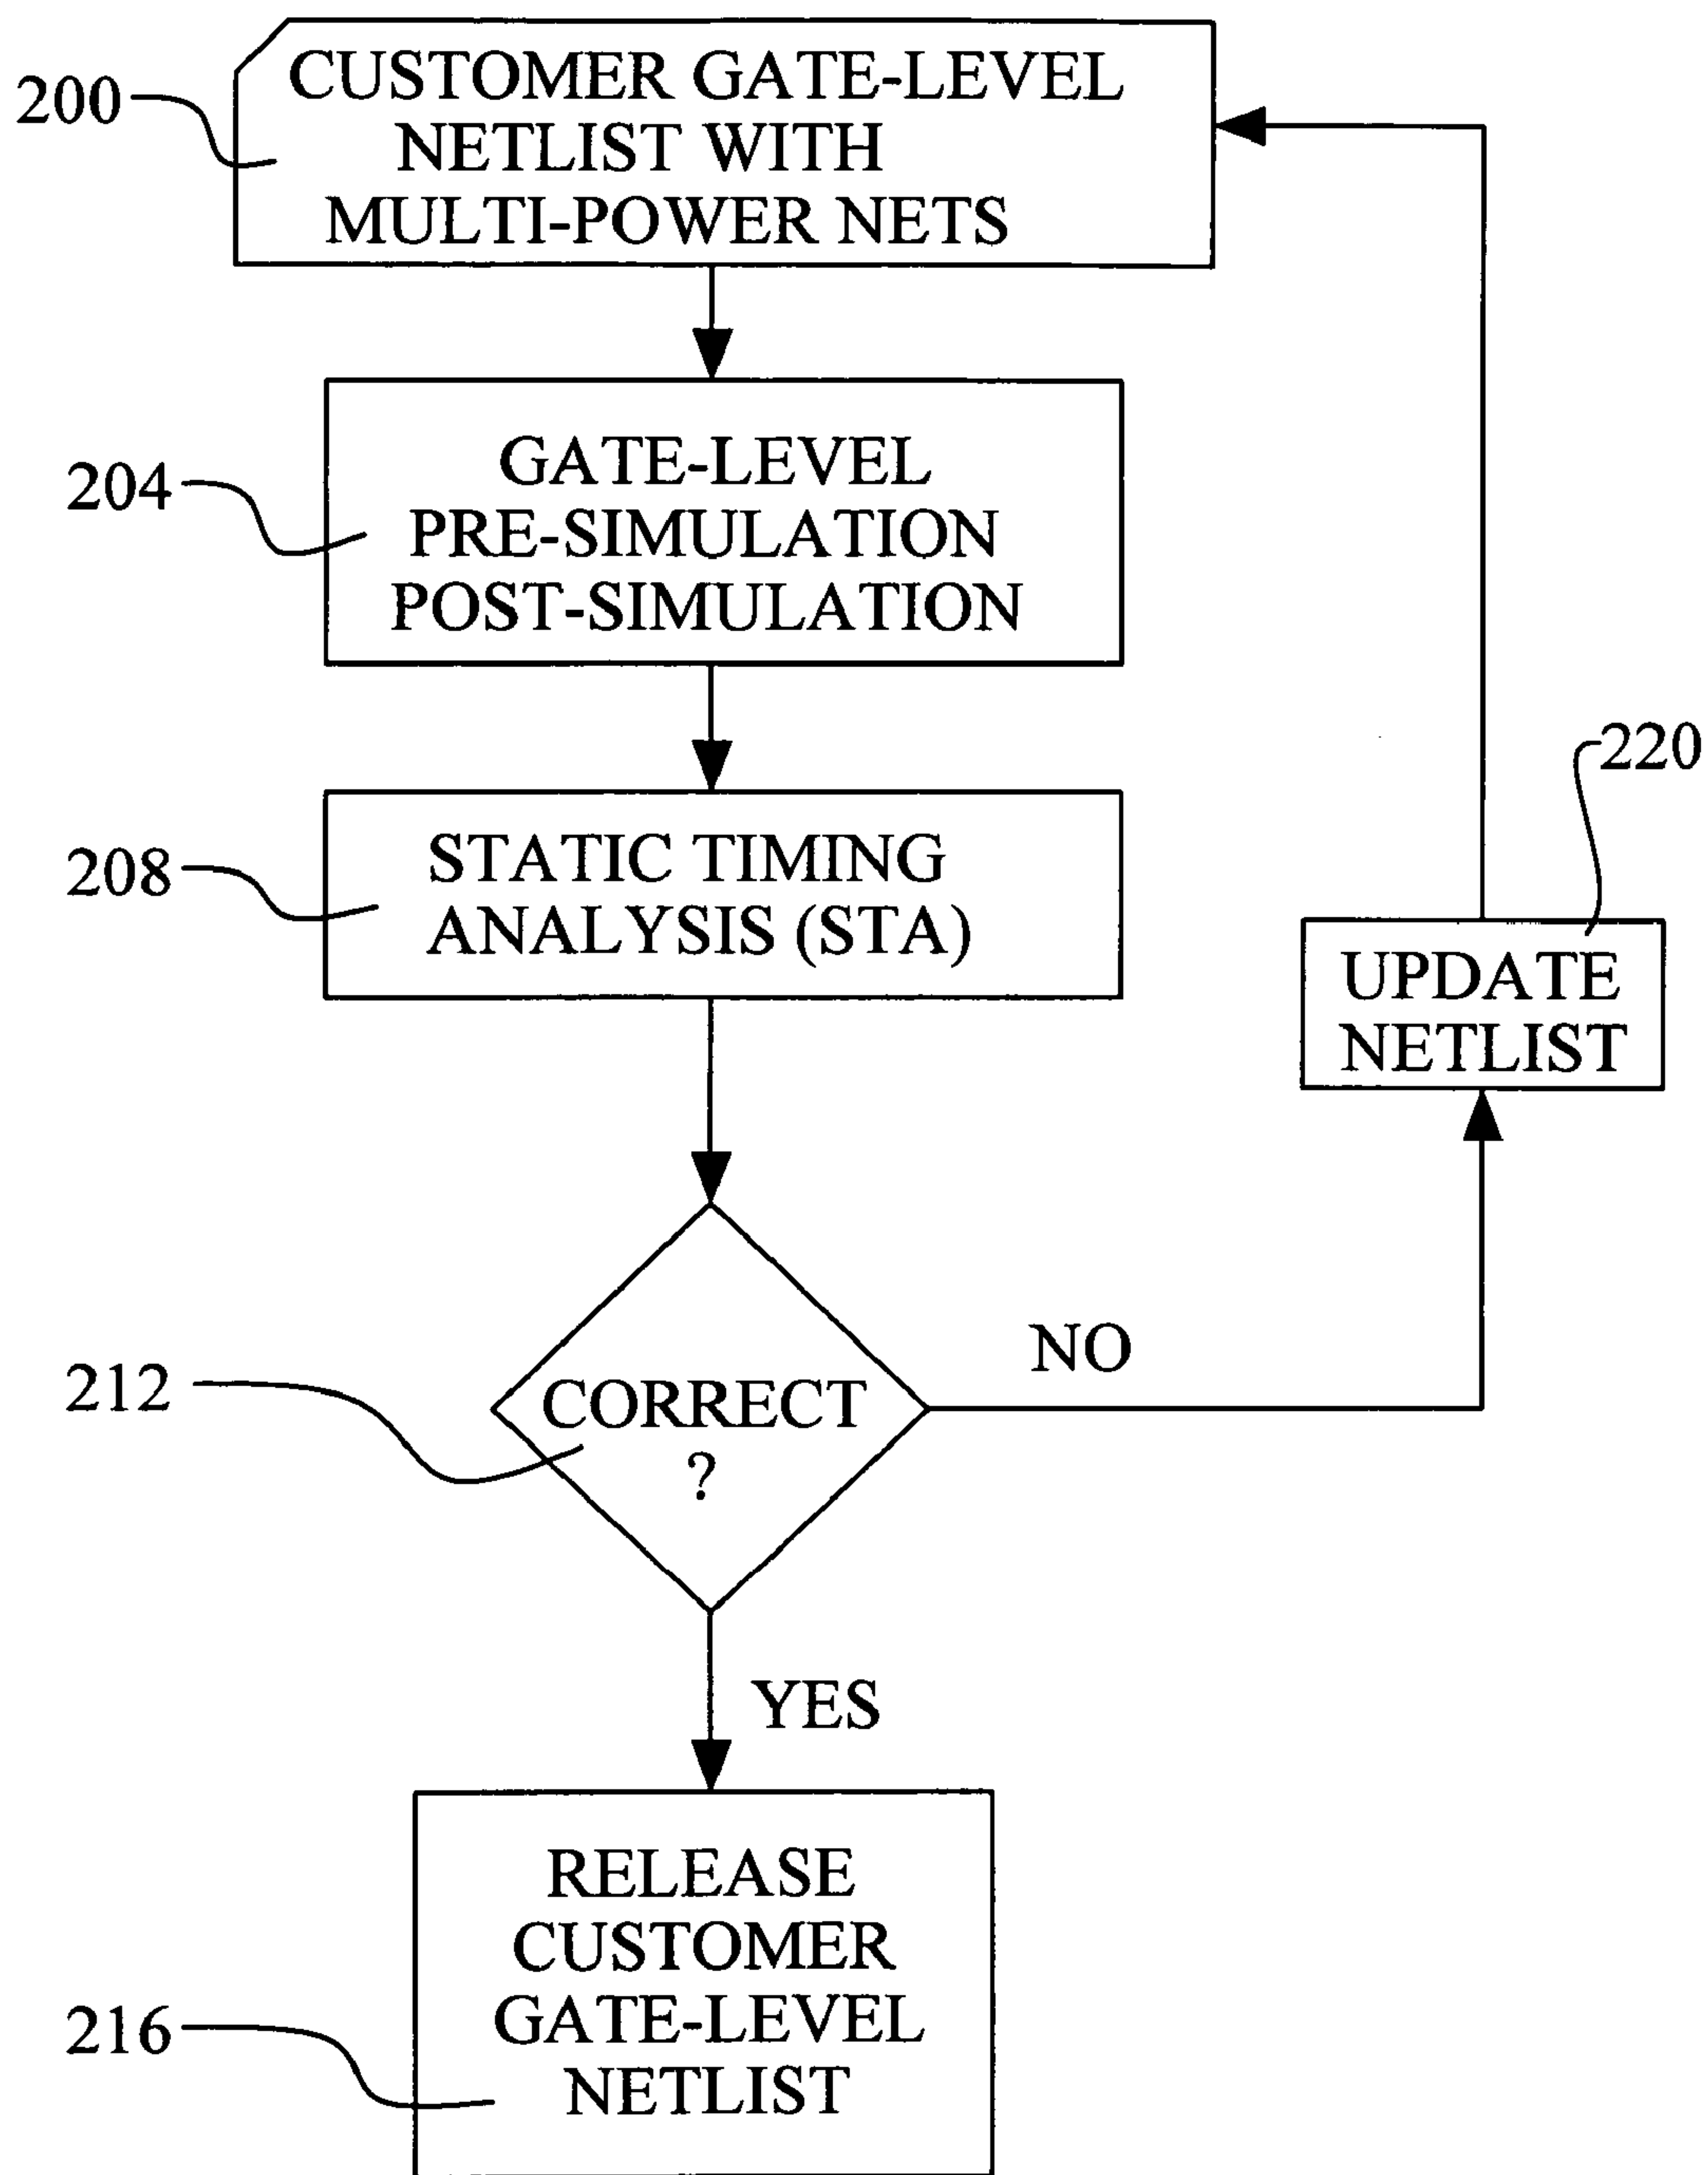 200
CUSTOMER GATE-LEVEL
NETLIST WITH
MULTI-POWER NETS
204
GATE-LEVEL
PRE-SIMULATION
POST-SIMULATION
208
STATIC TIMING
ANALYSIS (STA)
220
UPDATE
NETLIST
212
CORRECT
?
NO
YES
216
RELEASE
CUSTOMER
GATE-LEVEL
NETLIST